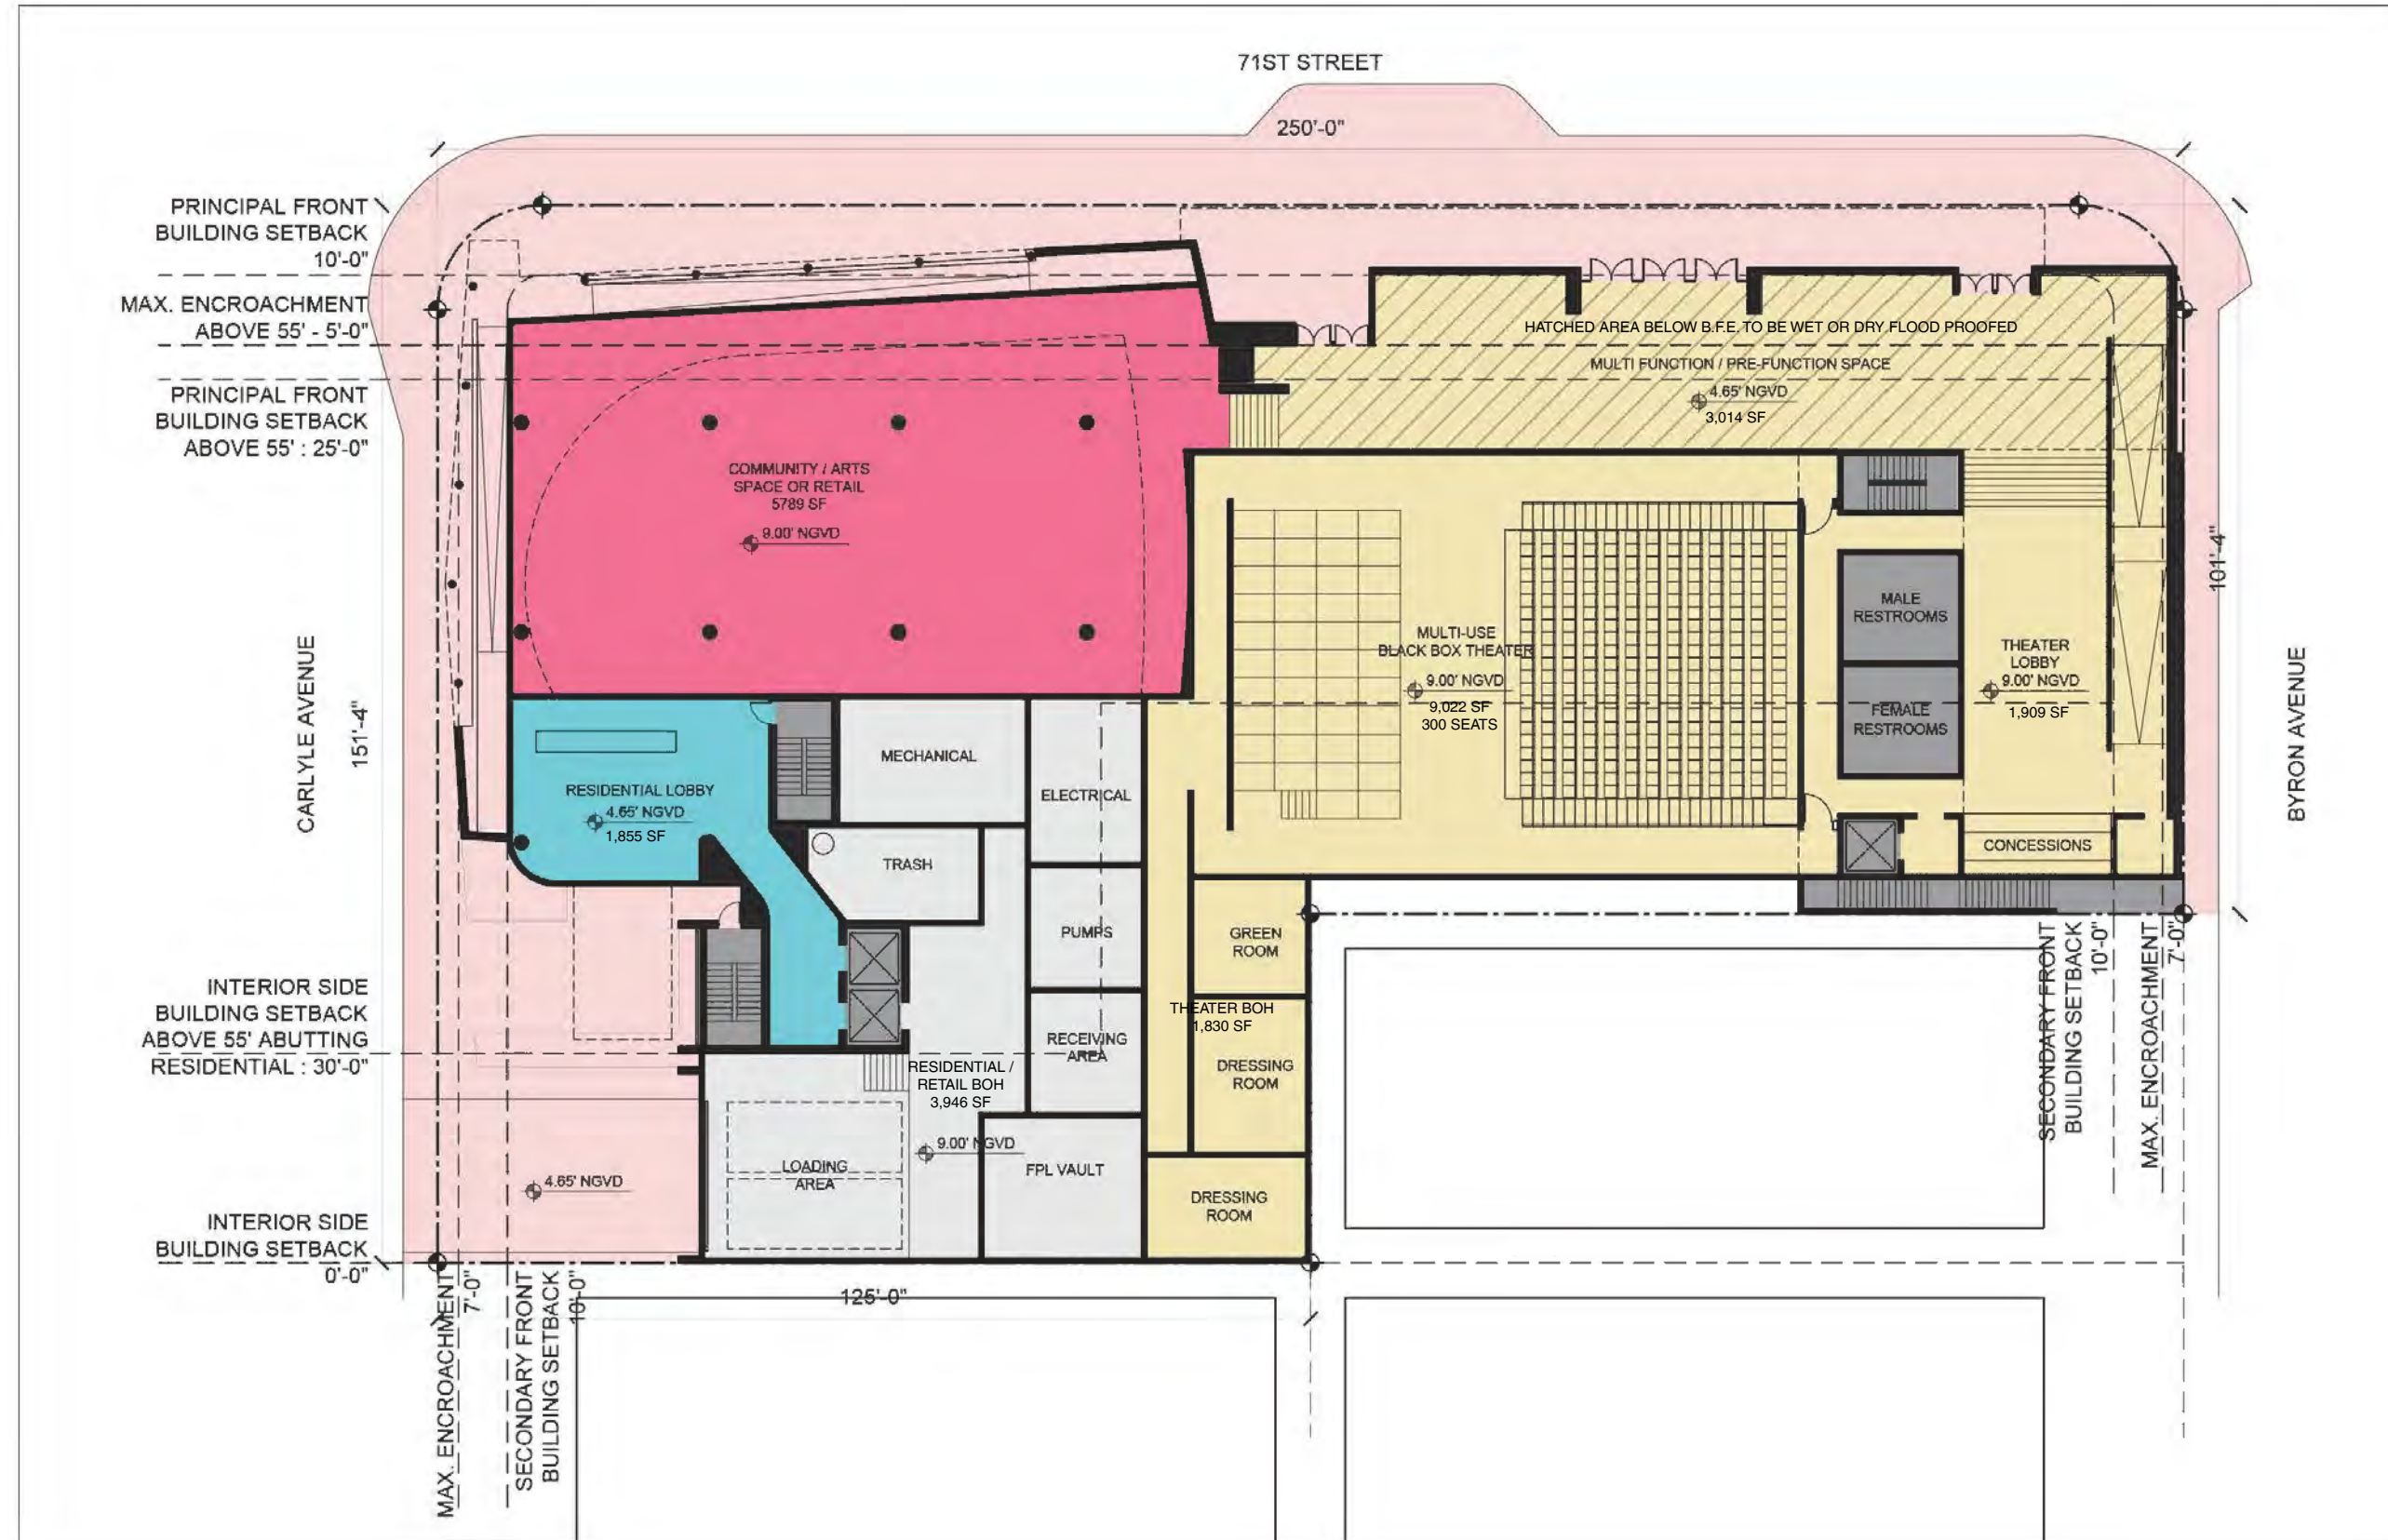 71ST STREET
250'-0"
PRINCIPAL FRONT
BUILDING SETBACK
10'-0"
MAX. ENCROACHMENT
ABOVE 55' - 5'-0"
PRINCIPAL FRONT
BUILDING SETBACK
ABOVE 55' : 25'-0"
HATCHED AREA BELOW B.F.E. TO BE WET OR DRY FLOOD PROOFED
MULTI FUNCTION / PRE-FUNCTION SPACE
4.65' NGVD
3,014 SF
COMMUNITY / ARTS
SPACE OR RETAIL
5789 SF
9.00' NGVD
CARLYLE AVENUE
151'-4"
MULTI-USE
BLACK BOX THEATER
9.00' NGVD
9,022 SF
300 SEATS
MALE
RESTROOMS
FEMALE
RESTROOMS
THEATER
LOBBY
9.00' NGVD
1,909 SF
101'-4"
BYRON AVENUE
CONCESSIONS
RESIDENTIAL LOBBY
4.65' NGVD
1,855 SF
MECHANICAL
ELECTRICAL
TRASH
PUMPS
GREEN
ROOM
RECEIVING
AREA
THEATER BOH
1,830 SF
DRESSING
ROOM
RESIDENTIAL /
RETAIL BOH
3,946 SF
9.00' NGVD
LOADING
AREA
FPL VAULT
DRESSING
ROOM
4.65' NGVD
INTERIOR SIDE
BUILDING SETBACK
ABOVE 55' ABUTTING
RESIDENTIAL : 30'-0"
INTERIOR SIDE
BUILDING SETBACK
0'-0"
SECONDARY FRONT
BUILDING SETBACK
10'-0"
MAX. ENCROACHMENT
7'-0"
125'-0"
MAX. ENCROACHMENT
7'-0"
SECONDARY FRONT
BUILDING SETBACK
10'-0"